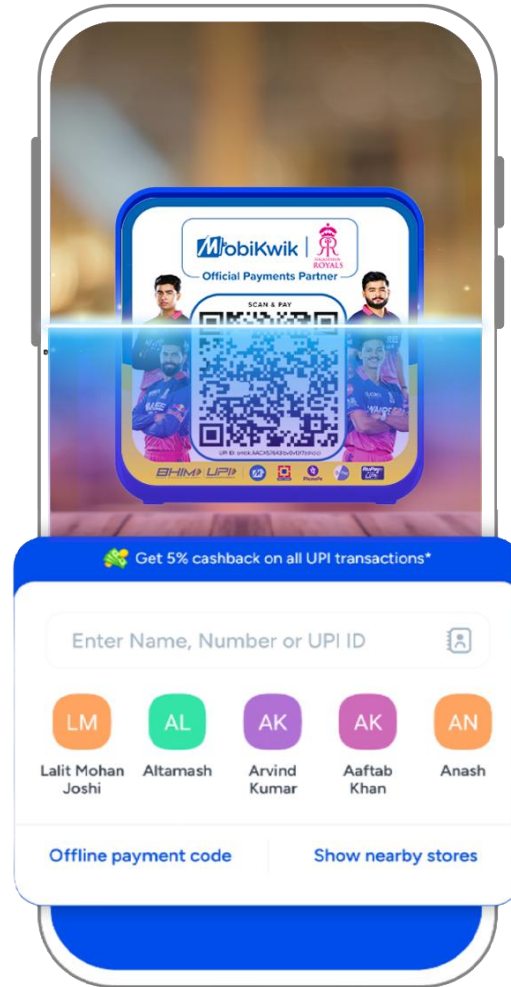 MobiKwik
RAJASTHAN
ROYALS
Official Payments Partner
SCAN & PAY
BHIM UPI
PhonePe
Get 5% cashback on all UPI transactions*
Enter Name, Number or UPI ID
LM
AL
AK
AK
AN
Lalit Mohan Joshi
Altamash
Arvind Kumar
Aaftab Khan
Anash
Offline payment code
Show nearby stores